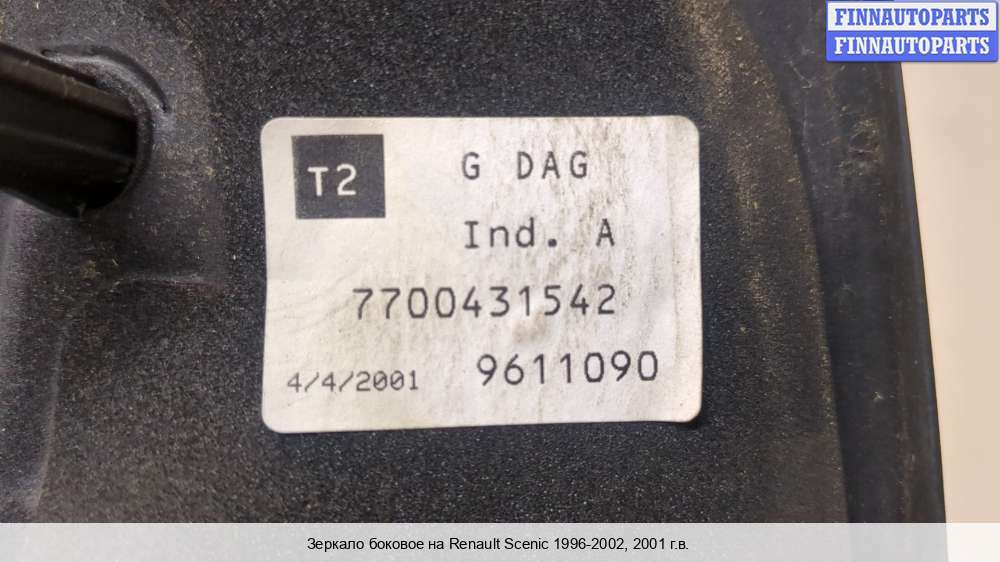 FINNAUTOPARTS
FINNAUTOPARTS
T2
G DAG
Ind. A
7700431542
4/4/2001 9611090
Зеркало боковое на Renault Scenic 1996-2002, 2001 г.в.